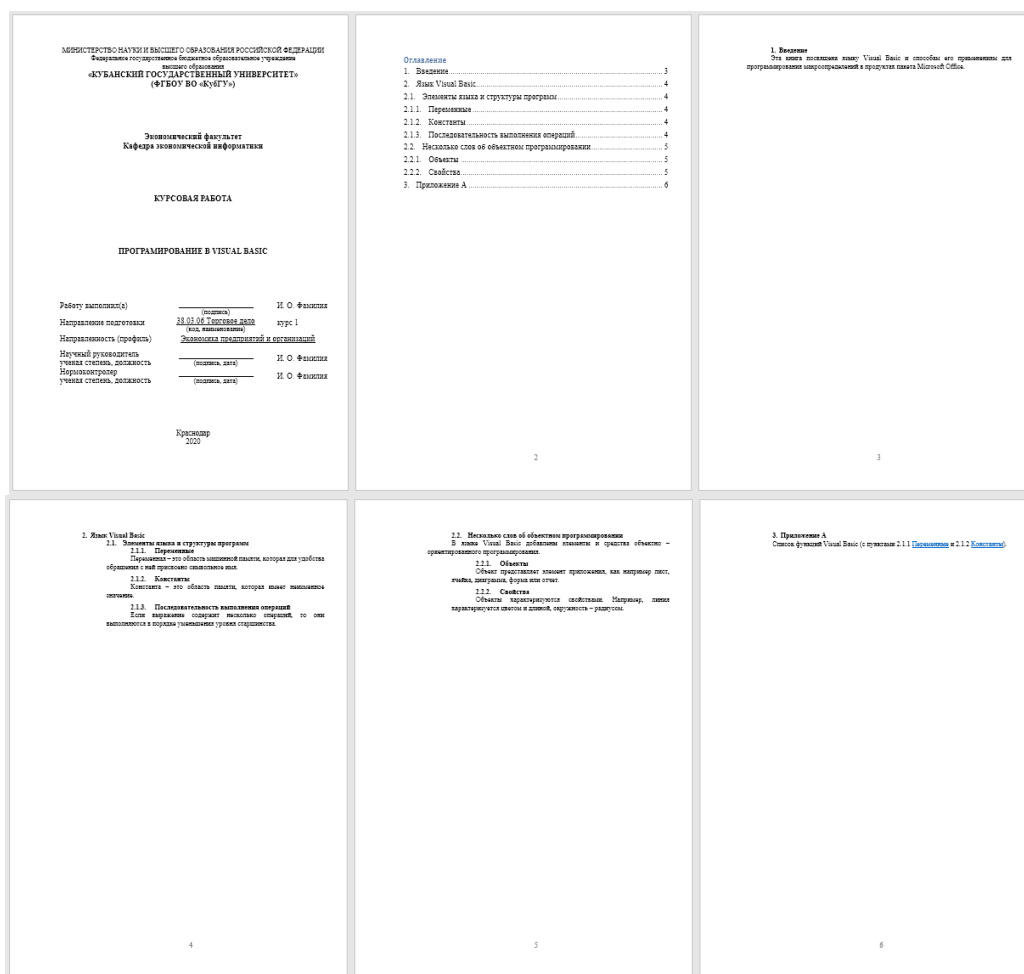 МИНИСТЕРСТВО НАУКИ И ВЫСШЕГО ОБРАЗОВАНИЯ РОССИЙСКОЙ ФЕДЕРАЦИИ
Федеральное государственное бюджетное образовательное учреждение
высшего образования
«КУБАНСКИЙ ГОСУДАРСТВЕННЫЙ УНИВЕРСИТЕТ»
(ФГБОУ ВО «КубГУ»)
Экономический факультет
Кафедра экономической информатики
КУРСОВАЯ РАБОТА
ПРОГРАМИРОВАНИЕ В VISUAL BASIC
Работу выполнил(а) И. О. Фамилия
(подпись)
Направление подготовки 38.03.06 Торговое дело курс 1
(код, наименование)
Направленность (профиль) Экономика предприятий и организаций
Научный руководитель
ученая степень, должность И. О. Фамилия
(подпись, дата)
Нормоконтролер
ученая степень, должность И. О. Фамилия
(подпись, дата)
Краснодар
2020
Оглавление
1. Введение 3
2. Язык Visual Basic 4
2.1. Элементы языка и структуры программ 4
2.1.1. Переменные 4
2.1.2. Константы 4
2.1.3. Последовательность выполнения операций 4
2.2. Несколько слов об объектном программировании 5
2.2.1. Объекты 5
2.2.2. Свойства 5
3. Приложение А 6
2
1. Введение
Эта книга посвящена языку Visual Basic и способам его применениям для
программирования макроопределений в продуктах пакета Microsoft Office.
3
2. Язык Visual Basic
2.1. Элементы языка и структуры программ
2.1.1. Переменные
Переменная – это область машинной памяти, которая для удобства
обращения с ней присвоено символьное имя.
2.1.2. Константы
Константа – это область памяти, которая имеет неизменное
значение.
2.1.3. Последовательность выполнения операций
Если выражение содержит несколько операций, то они
выполняются в порядке уменьшения уровня старшинства.
4
2.2. Несколько слов об объектном программировании
В языке Visual Basic добавлены элементы и средства объектно –
ориентированного программирования.
2.2.1. Объекты
Объект представляет элемент приложения, как например лист,
ячейка, диаграмма, форма или отчет.
2.2.2. Свойства
Объекты характеризуются свойствами. Например, линия
характеризуется цветом и длиной, окружность – радиусом.
5
3. Приложение А
Список функций Visual Basic (с пунктами 2.1.1 Переменные и 2.1.2 Константы).
6